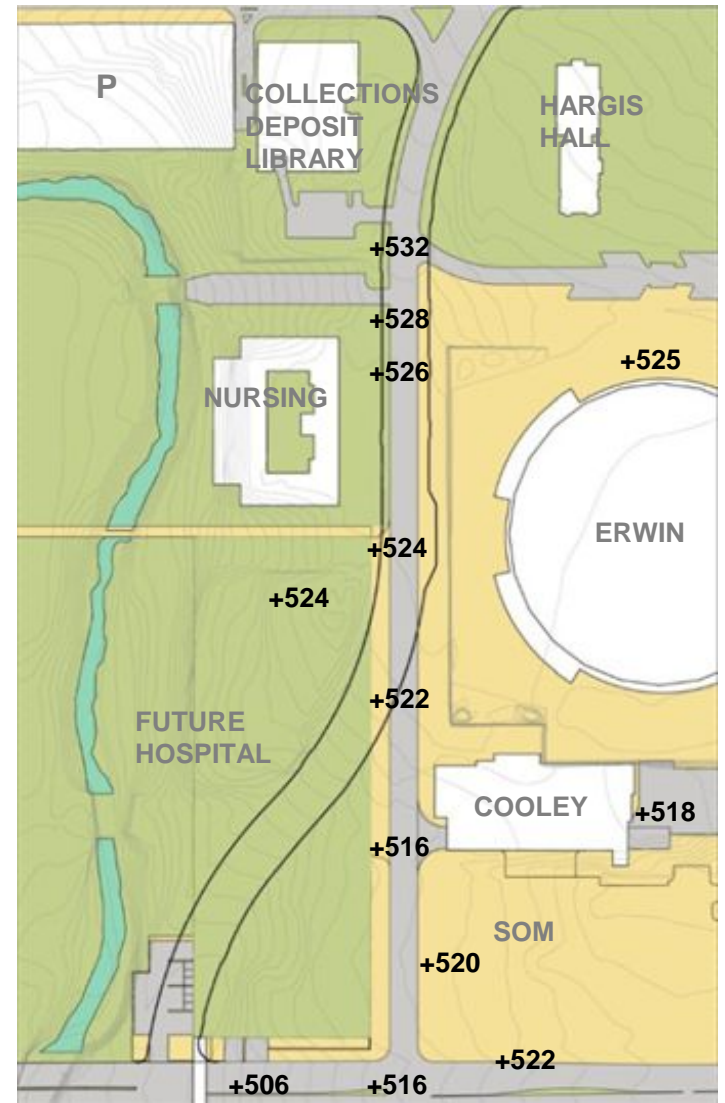 P
COLLECTIONS
DEPOSIT
LIBRARY
HARGIS
HALL
+532
+528
+526
+525
NURSING
ERWIN
+524
+524
+522
FUTURE
HOSPITAL
COOLEY
+518
+516
SOM
+520
+522
+506
+516